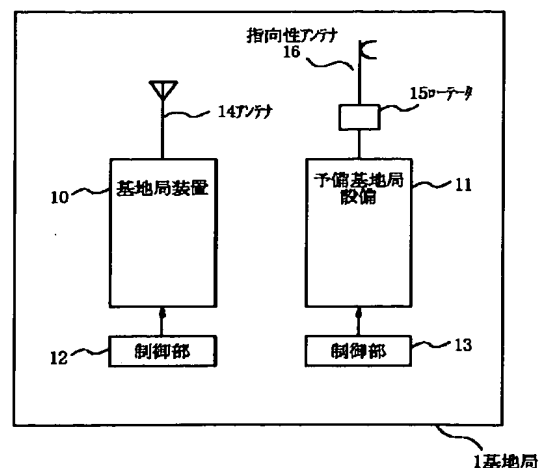 指向性アンテナ
16
15ローテータ
14アンテナ
10
基地局装置
予備基地局
設備
11
12
制御部
制御部
13
1基地局